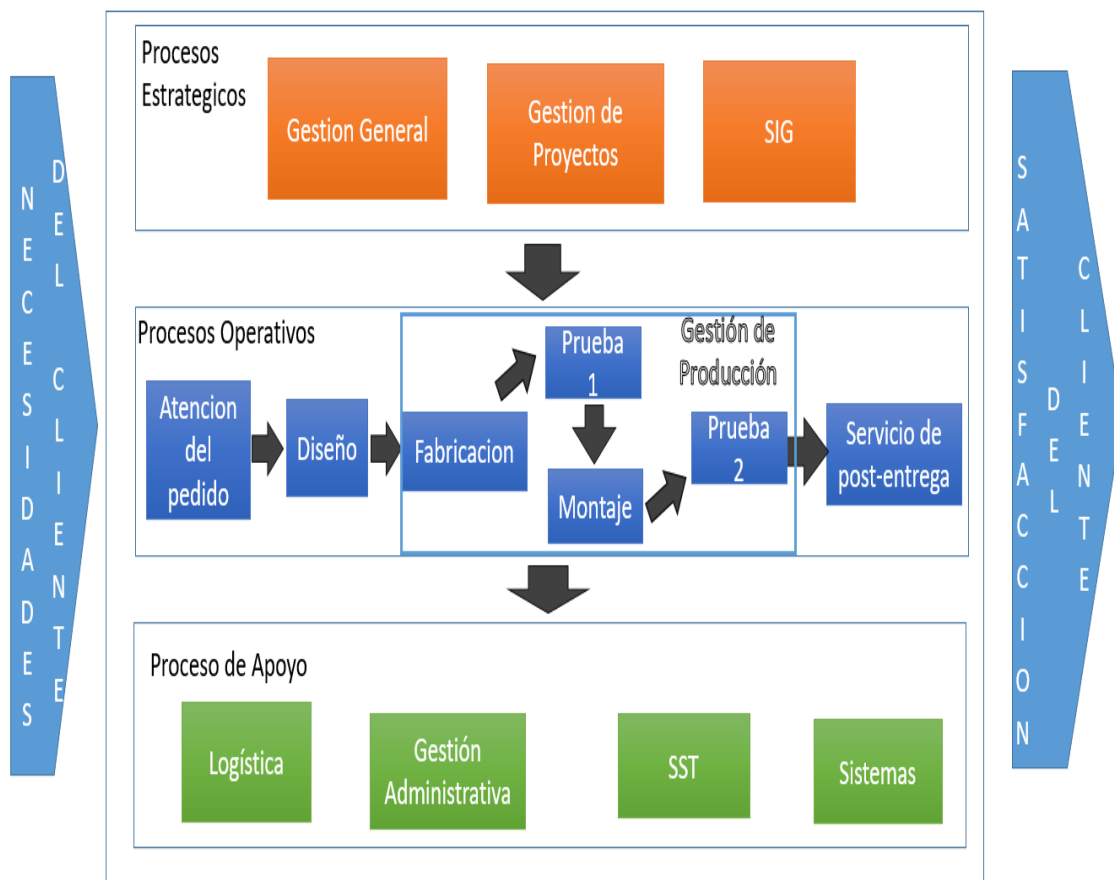 NECESIDADES
DEL CLIENTE
Procesos
Estrategicos
Gestion General
Gestion de
Proyectos
SIG
Procesos Operativos
Atencion
del
pedido
Diseño
Fabricacion
Prueba
1
Montaje
Gestión de
Producción
Prueba
2
Servicio de
post-entrega
Proceso de Apoyo
Logística
Gestión
Administrativa
SST
Sistemas
SATISFACCION
DEL
CLIENTE